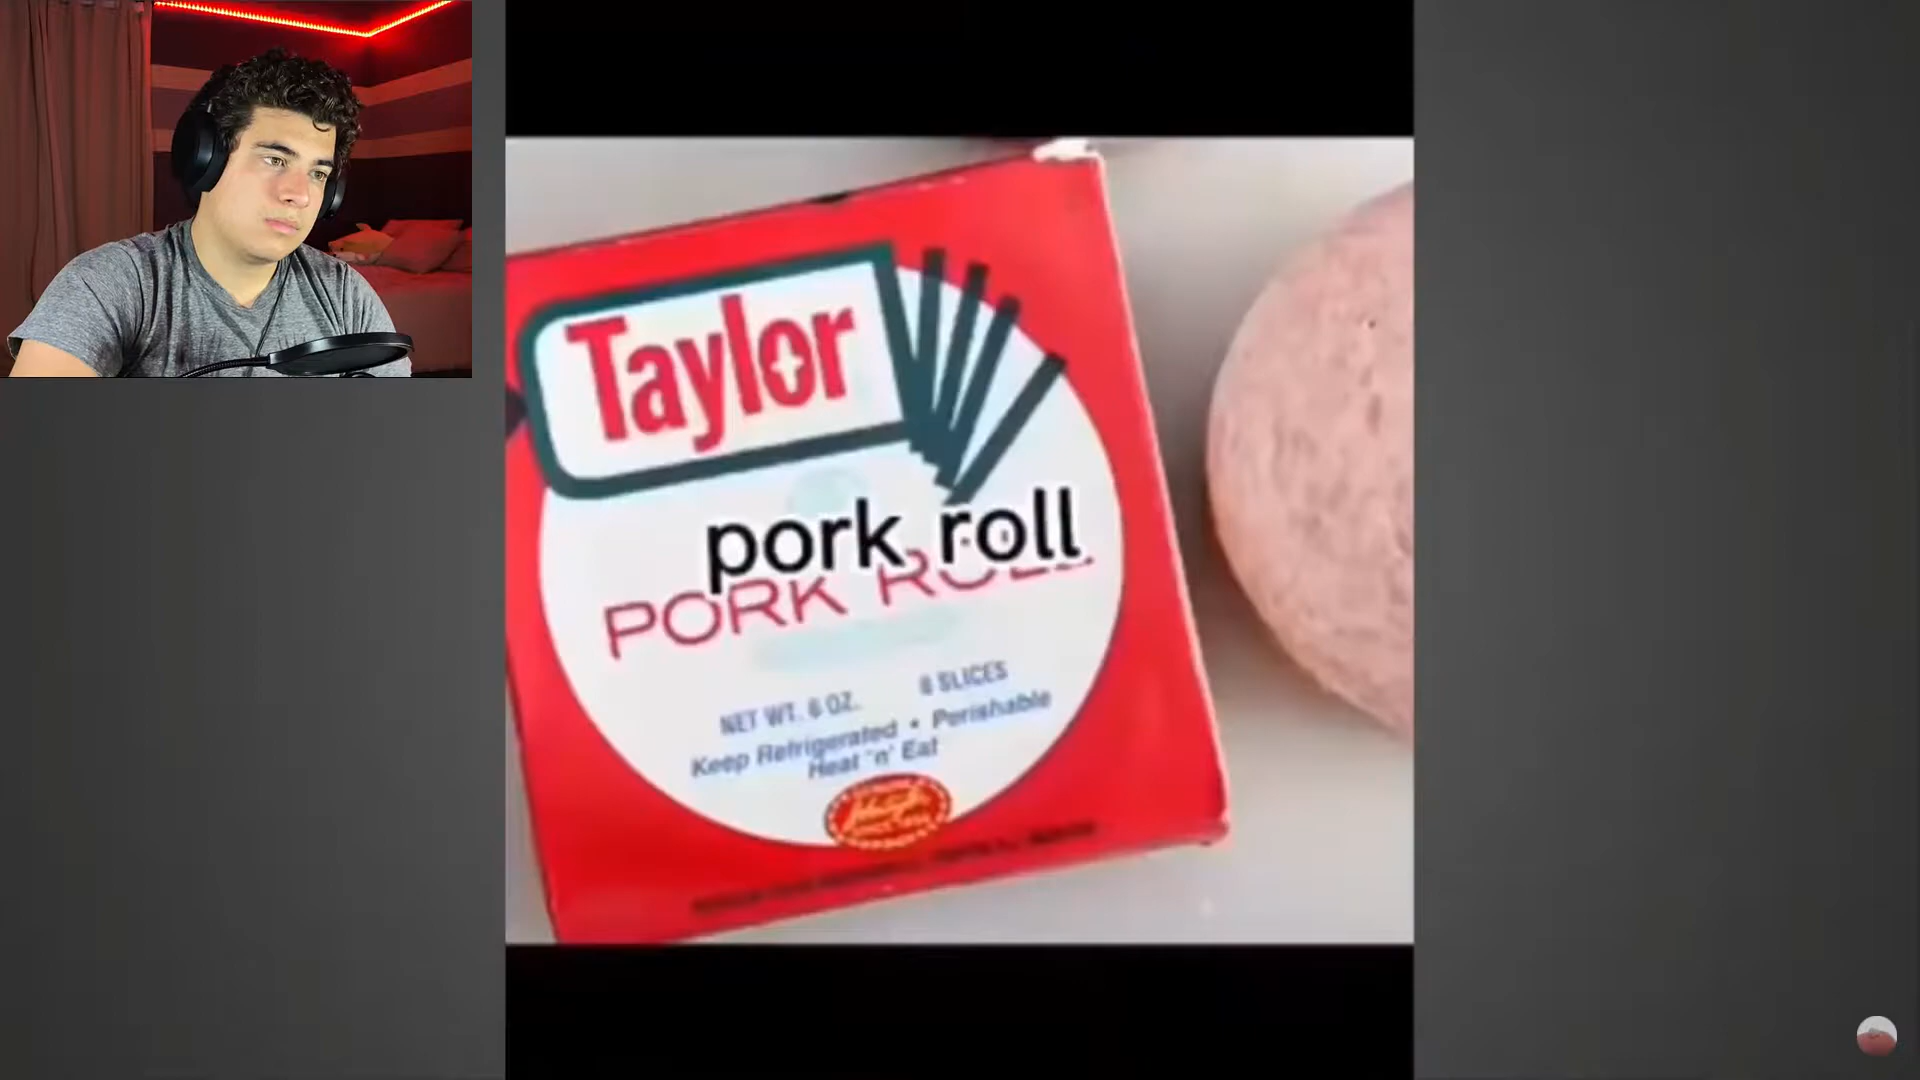 Taylor
pork roll
PORK ROLL
NET WT. 6 OZ. 8 SLICES
Keep Refrigerated • Perishable
Heat 'n' Eat